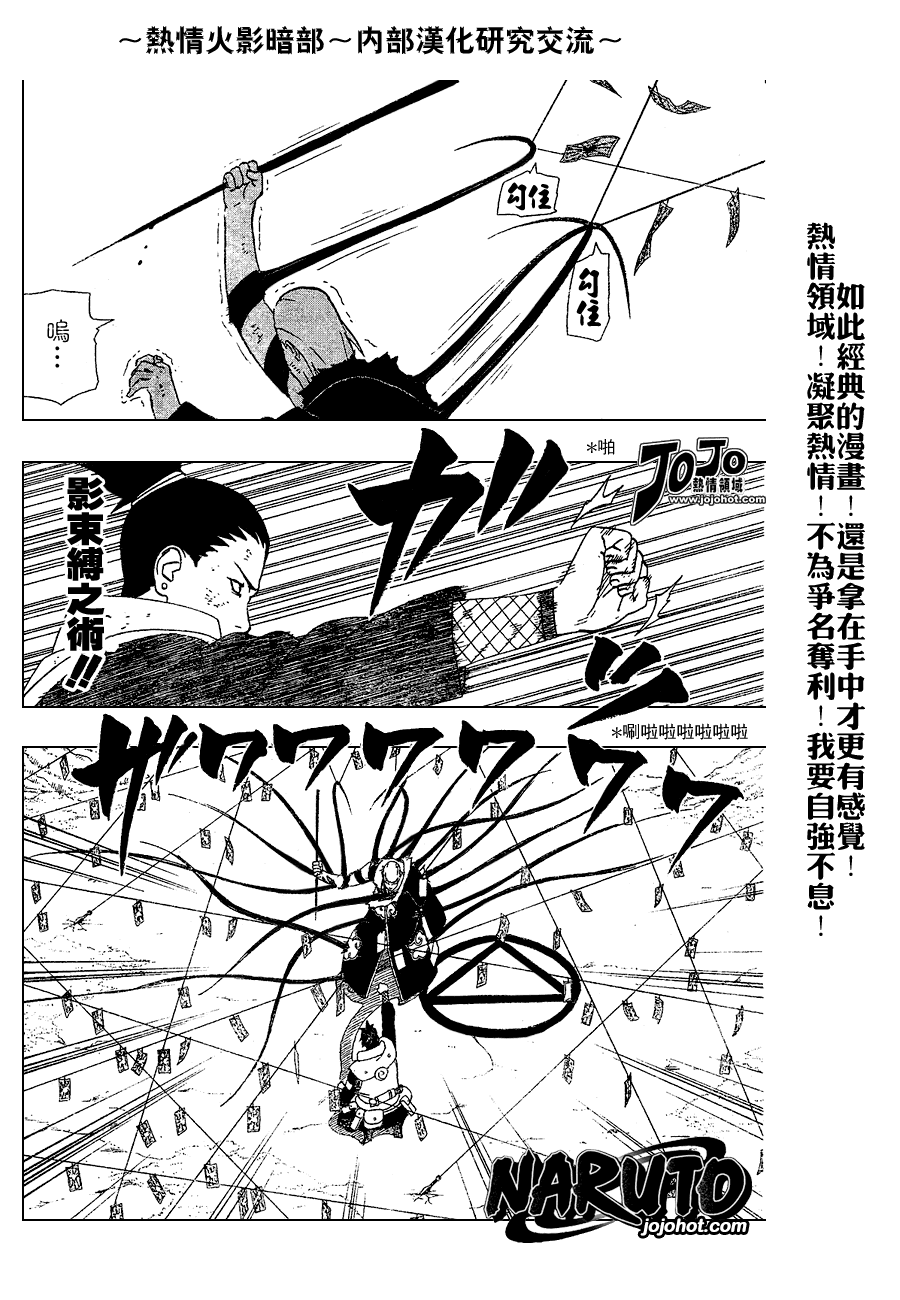 ～熱情火影暗部～内部漢化研究交流～
勾住
勾住
嗚…
＊啪
JOJO
熱情領域
www.jojohot.com
ガッ
影束縛之術!!
＊唰啦啦啦啦啦啦
ザワワワワワワ
NARUTO
jojohot.com
如此經典的漫畫！還是拿在手中才更有感覺！
熱情領域！凝聚熱情！不為爭名奪利！我要自強不息！